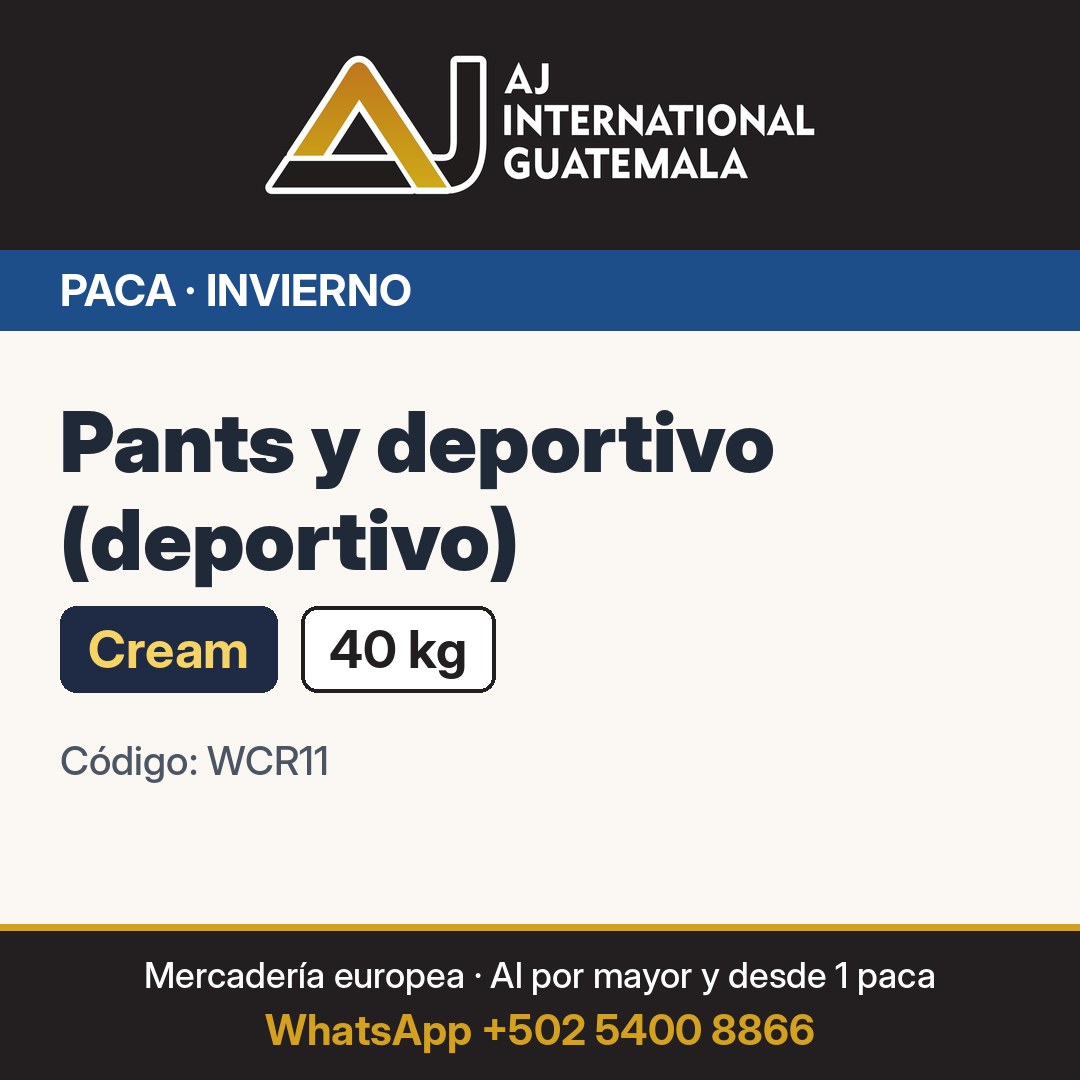 AJ
AJ
INTERNATIONAL
GUATEMALA
PACA · INVIERNO
Pants y deportivo
(deportivo)
Cream
40 kg
Código: WCR11
Mercadería europea · Al por mayor y desde 1 paca
WhatsApp +502 5400 8866